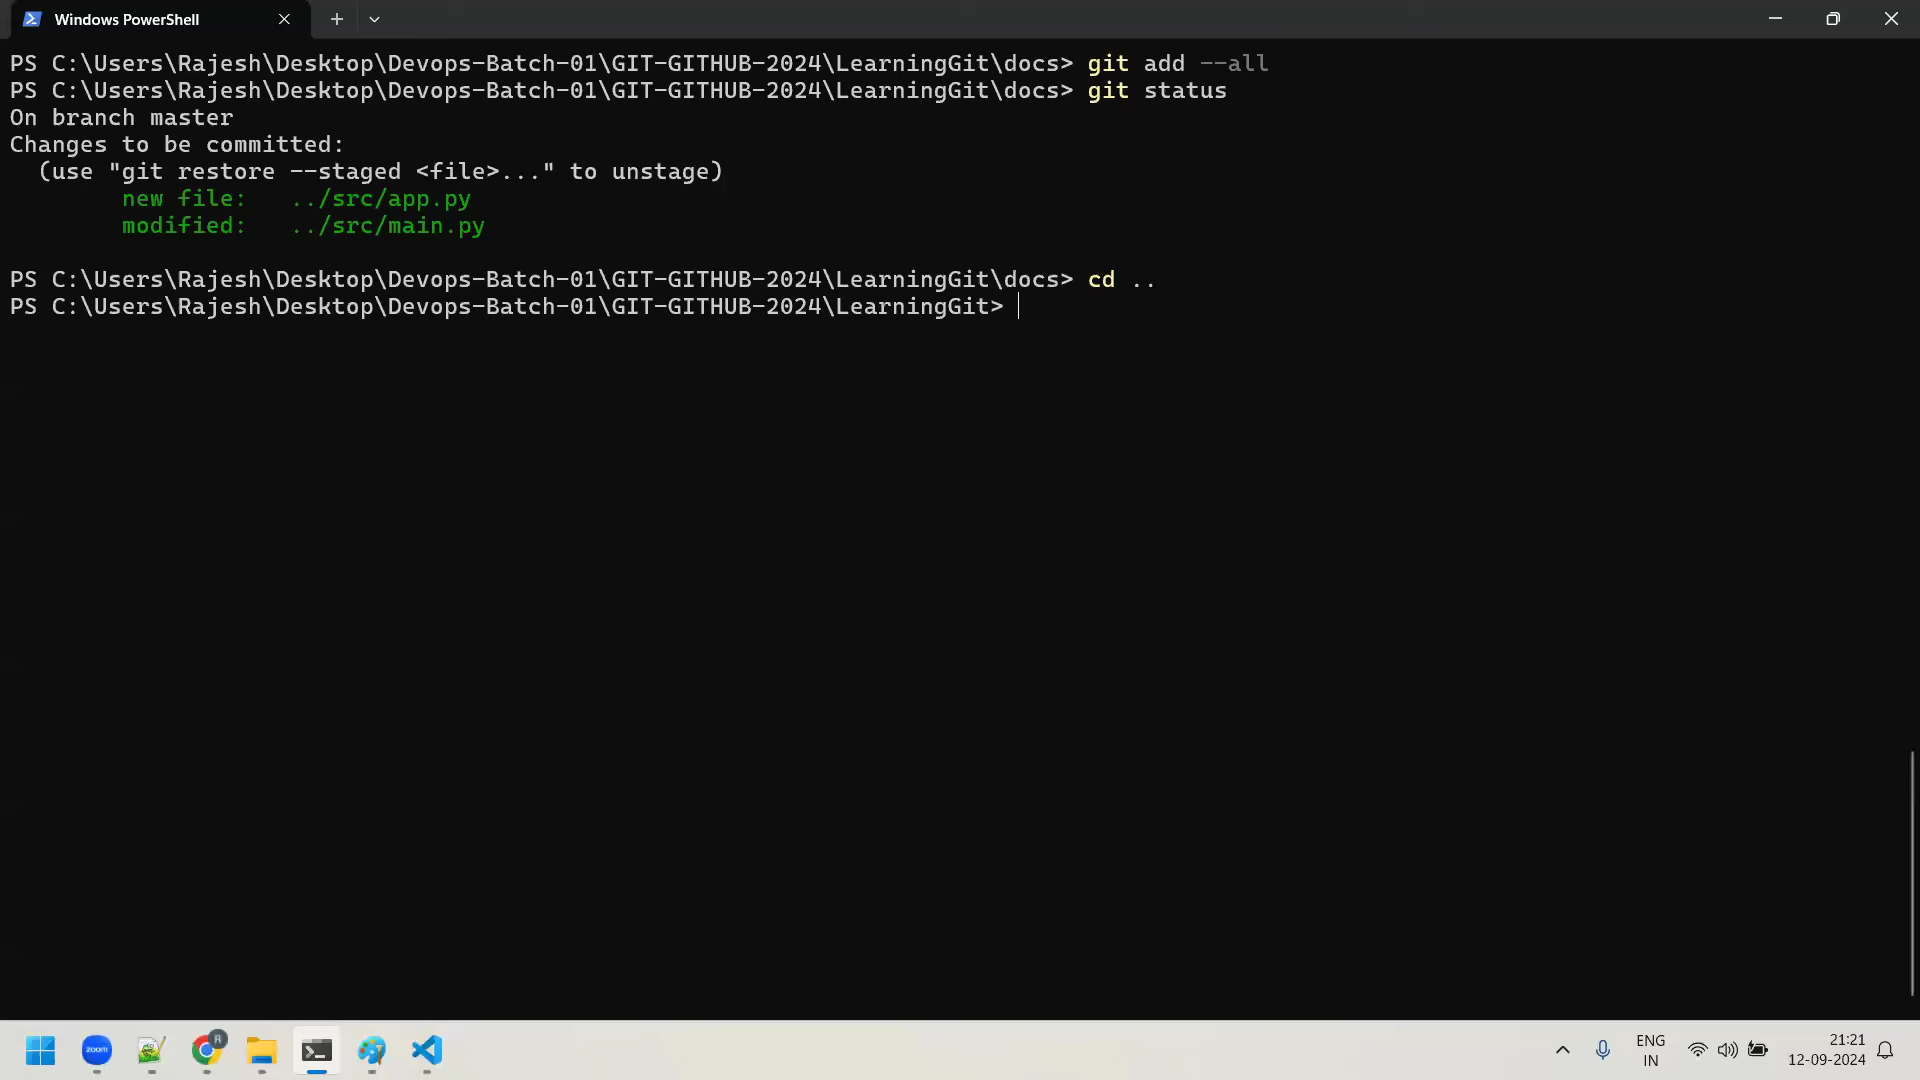 Windows PowerShell
PS C:\Users\Rajesh\Desktop\Devops-Batch-01\GIT-GITHUB-2024\LearningGit\docs> git add --all
PS C:\Users\Rajesh\Desktop\Devops-Batch-01\GIT-GITHUB-2024\LearningGit\docs> git status
On branch master
Changes to be committed:
  (use "git restore --staged <file>..." to unstage)
        new file:   ../src/app.py
        modified:   ../src/main.py
PS C:\Users\Rajesh\Desktop\Devops-Batch-01\GIT-GITHUB-2024\LearningGit\docs> cd ..
PS C:\Users\Rajesh\Desktop\Devops-Batch-01\GIT-GITHUB-2024\LearningGit>
zoom
R
ENG
IN
21:21
12-09-2024